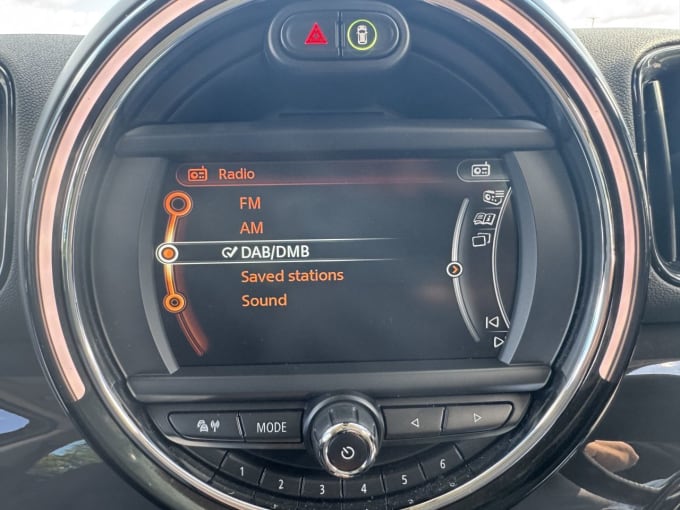 Radio
FM
AM
DAB/DMB
Saved stations
Sound
MODE
1 2 3 4 5 6